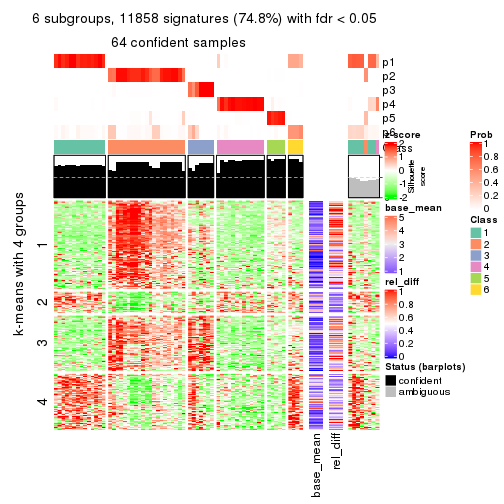 6 subgroups, 11858 signatures (74.8%) with fdr < 0.05
64 confident samples
p1
p2
p3
p4
p5
p6
z-score
2
1
0
-1
-2
Class
Silhouette
score
k-means with 4 groups
1
2
3
4
base_mean
rel_diff
base_mean
5
4
3
2
1
rel_diff
1
0.8
0.6
0.4
0.2
0
Status (barplots)
confident
ambiguous
Prob
1
0.8
0.6
0.4
0.2
0
Class
1
2
3
4
5
6